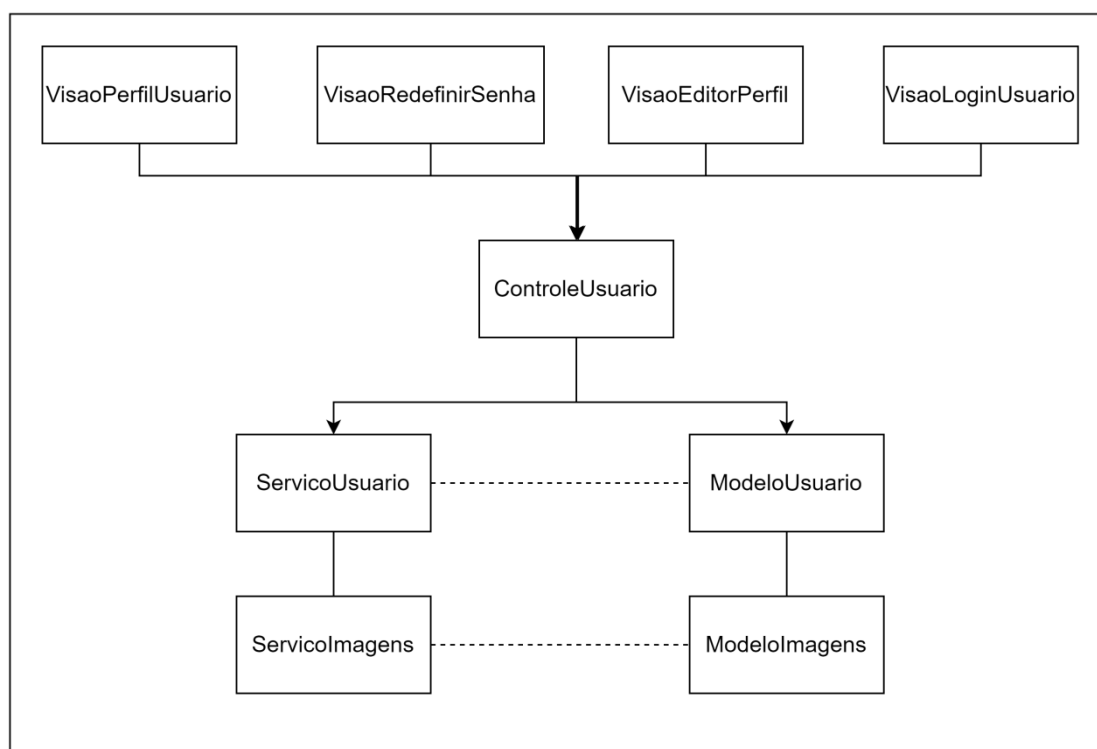 VisaoPerfilUsuario
VisaoRedefinirSenha
VisaoEditorPerfil
VisaoLoginUsuario
ControleUsuario
ServicoUsuario
ModeloUsuario
ServicoImagens
ModeloImagens